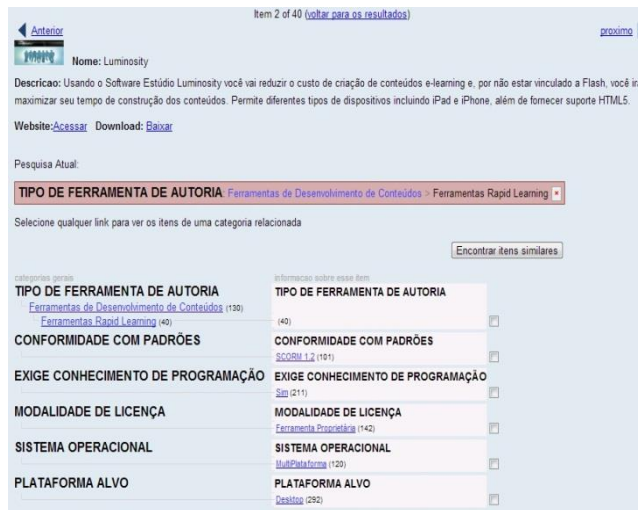 Item 2 of 40 (voltar para os resultados)
Anterior
proximo
Nome: Luminosity
Descricao: Usando o Software Estúdio Luminosity você vai reduzir o custo de criação de conteúdos e-learning e, por não estar vinculado a Flash, você ir
maximizar seu tempo de construção dos conteúdos. Permite diferentes tipos de dispositivos incluindo iPad e iPhone, além de fornecer suporte HTML5.
Website:Acessar Download: Baixar
Pesquisa Atual:
TIPO DE FERRAMENTA DE AUTORIA: Ferramentas de Desenvolvimento de Conteúdos > Ferramentas Rapid Learning ×
Selecione qualquer link para ver os itens de uma categoria relacionada
Encontrar itens similares
categorias gerais informacao sobre esse item
TIPO DE FERRAMENTA DE AUTORIA TIPO DE FERRAMENTA DE AUTORIA
Ferramentas de Desenvolvimento de Conteúdos (130)
Ferramentas Rapid Learning (40) (40)
CONFORMIDADE COM PADRÕES CONFORMIDADE COM PADRÕES
SCORM 1.2 (101)
EXIGE CONHECIMENTO DE PROGRAMAÇÃO EXIGE CONHECIMENTO DE PROGRAMAÇÃO
Sim (211)
MODALIDADE DE LICENÇA MODALIDADE DE LICENÇA
Ferramenta Proprietária (142)
SISTEMA OPERACIONAL SISTEMA OPERACIONAL
MultiPlataforma (120)
PLATAFORMA ALVO PLATAFORMA ALVO
Desktop (292)